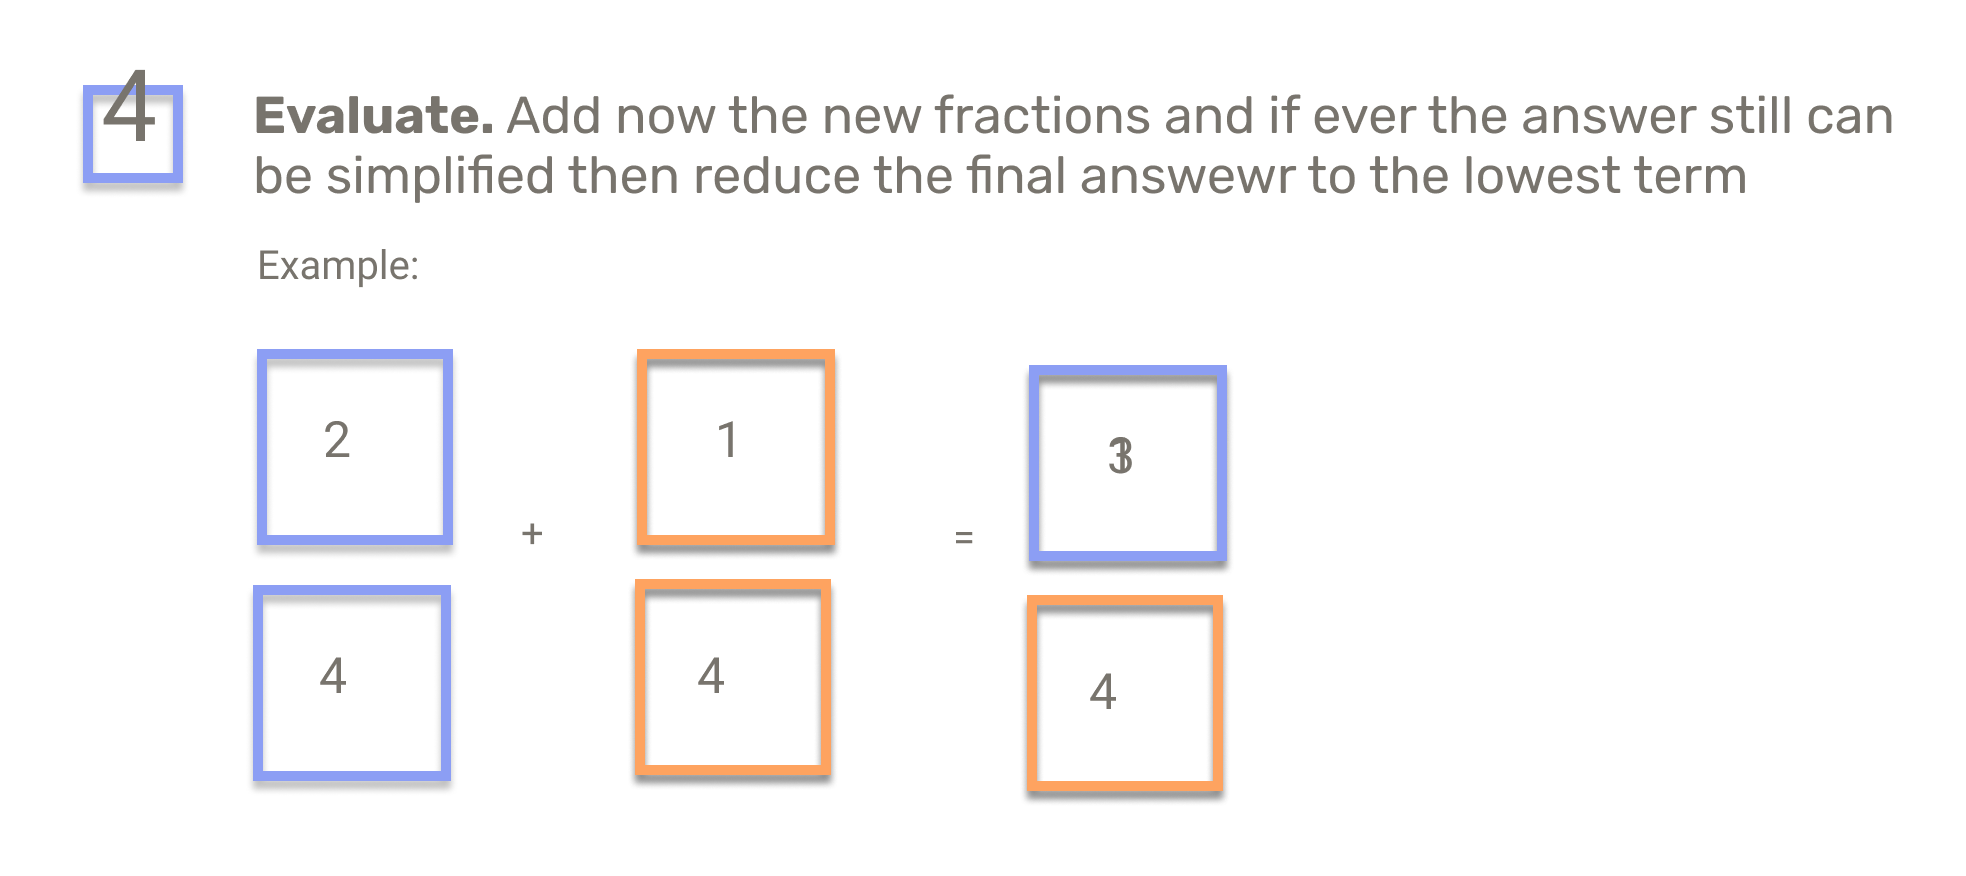 4
Evaluate. Add now the new fractions and if ever the answer still can
be simplified then reduce the final answewr to the lowest term
Example:
2 1
+ =
4 4 4